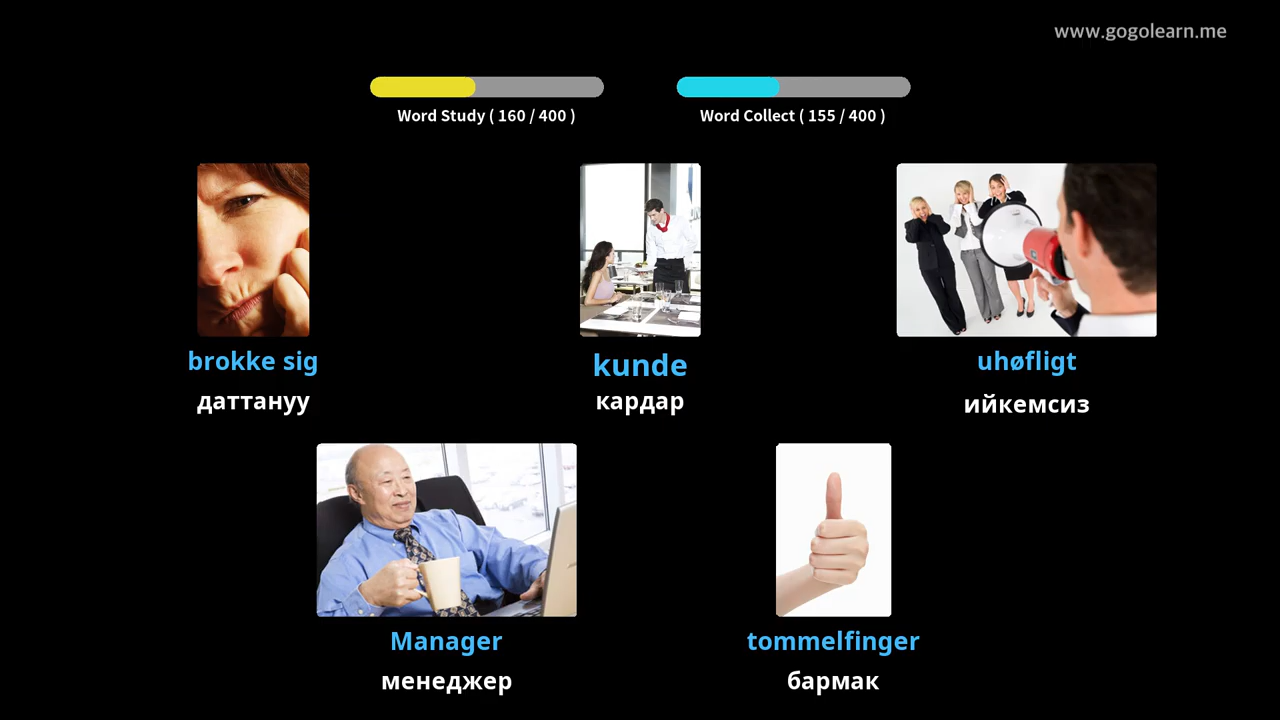 www.gogolearn.me
Word Study ( 160 / 400 )
Word Collect ( 155 / 400 )
brokke sig
kunde
uhøfligt
даттануу
кардар
ийкемсиз
Manager
tommelfinger
менеджер
бармак